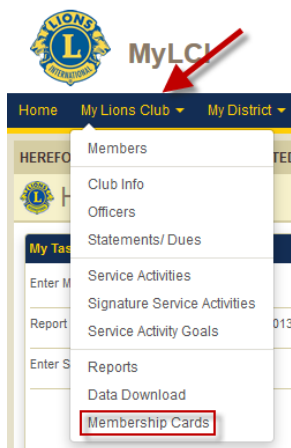 LIONS
L
INTERNATIONAL
MyLCI
Home My Lions Club My District
HEREFO
Members
Club Info
Officers
Statements/ Dues
My Tas
Enter M
Service Activities
Signature Service Activities
Report
013
Service Activity Goals
Enter S
Reports
Data Download
Membership Cards